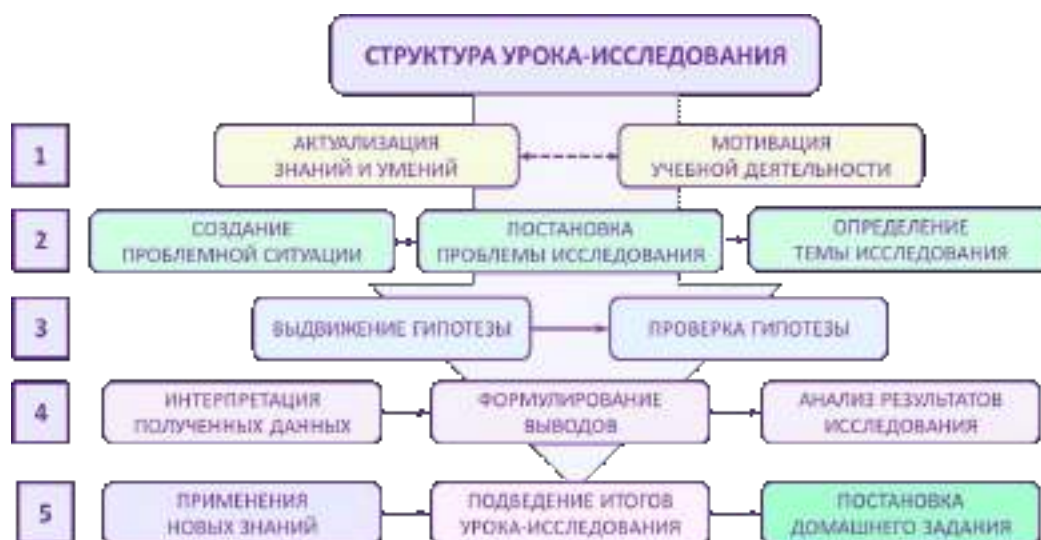 СТРУКТУРА УРОКА-ИССЛЕДОВАНИЯ
1
АКТУАЛИЗАЦИЯ
ЗНАНИЙ И УМЕНИЙ
МОТИВАЦИЯ
УЧЕБНОЙ ДЕЯТЕЛЬНОСТИ
2
СОЗДАНИЕ
ПРОБЛЕМНОЙ СИТУАЦИИ
ПОСТАНОВКА
ПРОБЛЕМЫ ИССЛЕДОВАНИЯ
ОПРЕДЕЛЕНИЕ
ТЕМЫ ИССЛЕДОВАНИЯ
3
ВЫДВИЖЕНИЕ ГИПОТЕЗЫ
ПРОВЕРКА ГИПОТЕЗЫ
4
ИНТЕРПРЕТАЦИЯ
ПОЛУЧЕННЫХ ДАННЫХ
ФОРМУЛИРОВАНИЕ
ВЫВОДОВ
АНАЛИЗ РЕЗУЛЬТАТОВ
ИССЛЕДОВАНИЯ
5
ПРИМЕНЕНИЯ
НОВЫХ ЗНАНИЙ
ПОДВЕДЕНИЕ ИТОГОВ
УРОКА-ИССЛЕДОВАНИЯ
ПОСТАНОВКА
ДОМАШНЕГО ЗАДАНИЯ